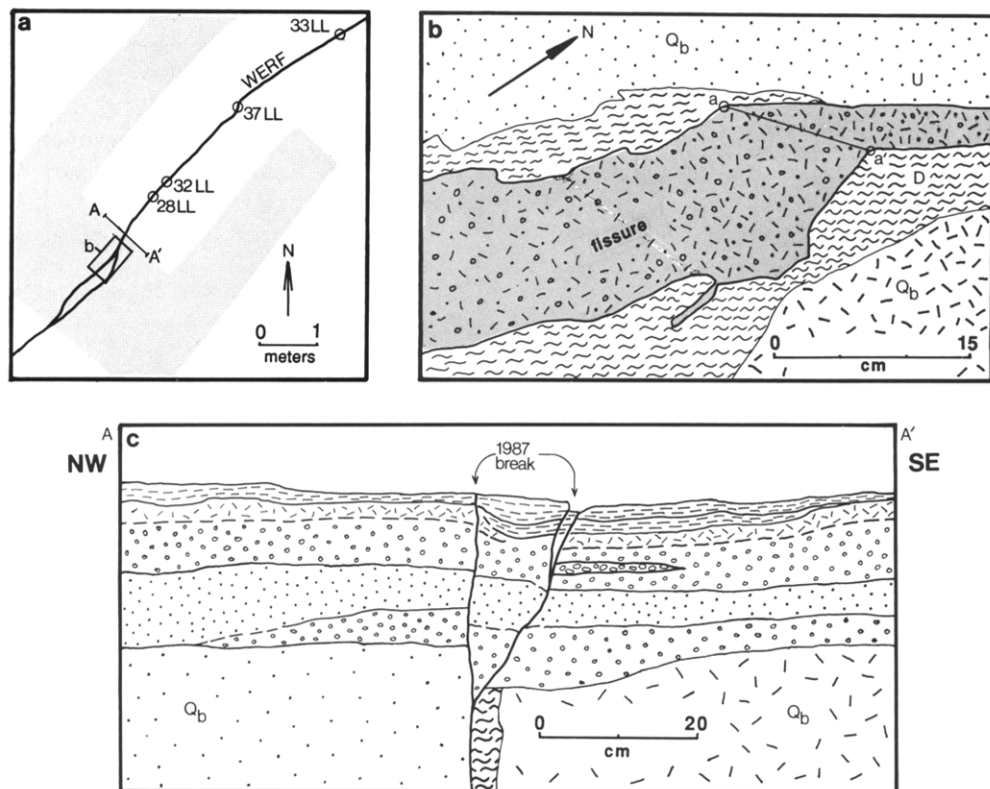 a
33LL
WERF
37LL
32LL
28LL
A
b
A′
N
0 1
meters
b
N
Qb
U
a
a′
D
fissure
Qb
0 15
cm
A
c
A′
NW
1987
break
SE
Qb
Qb
0 20
cm